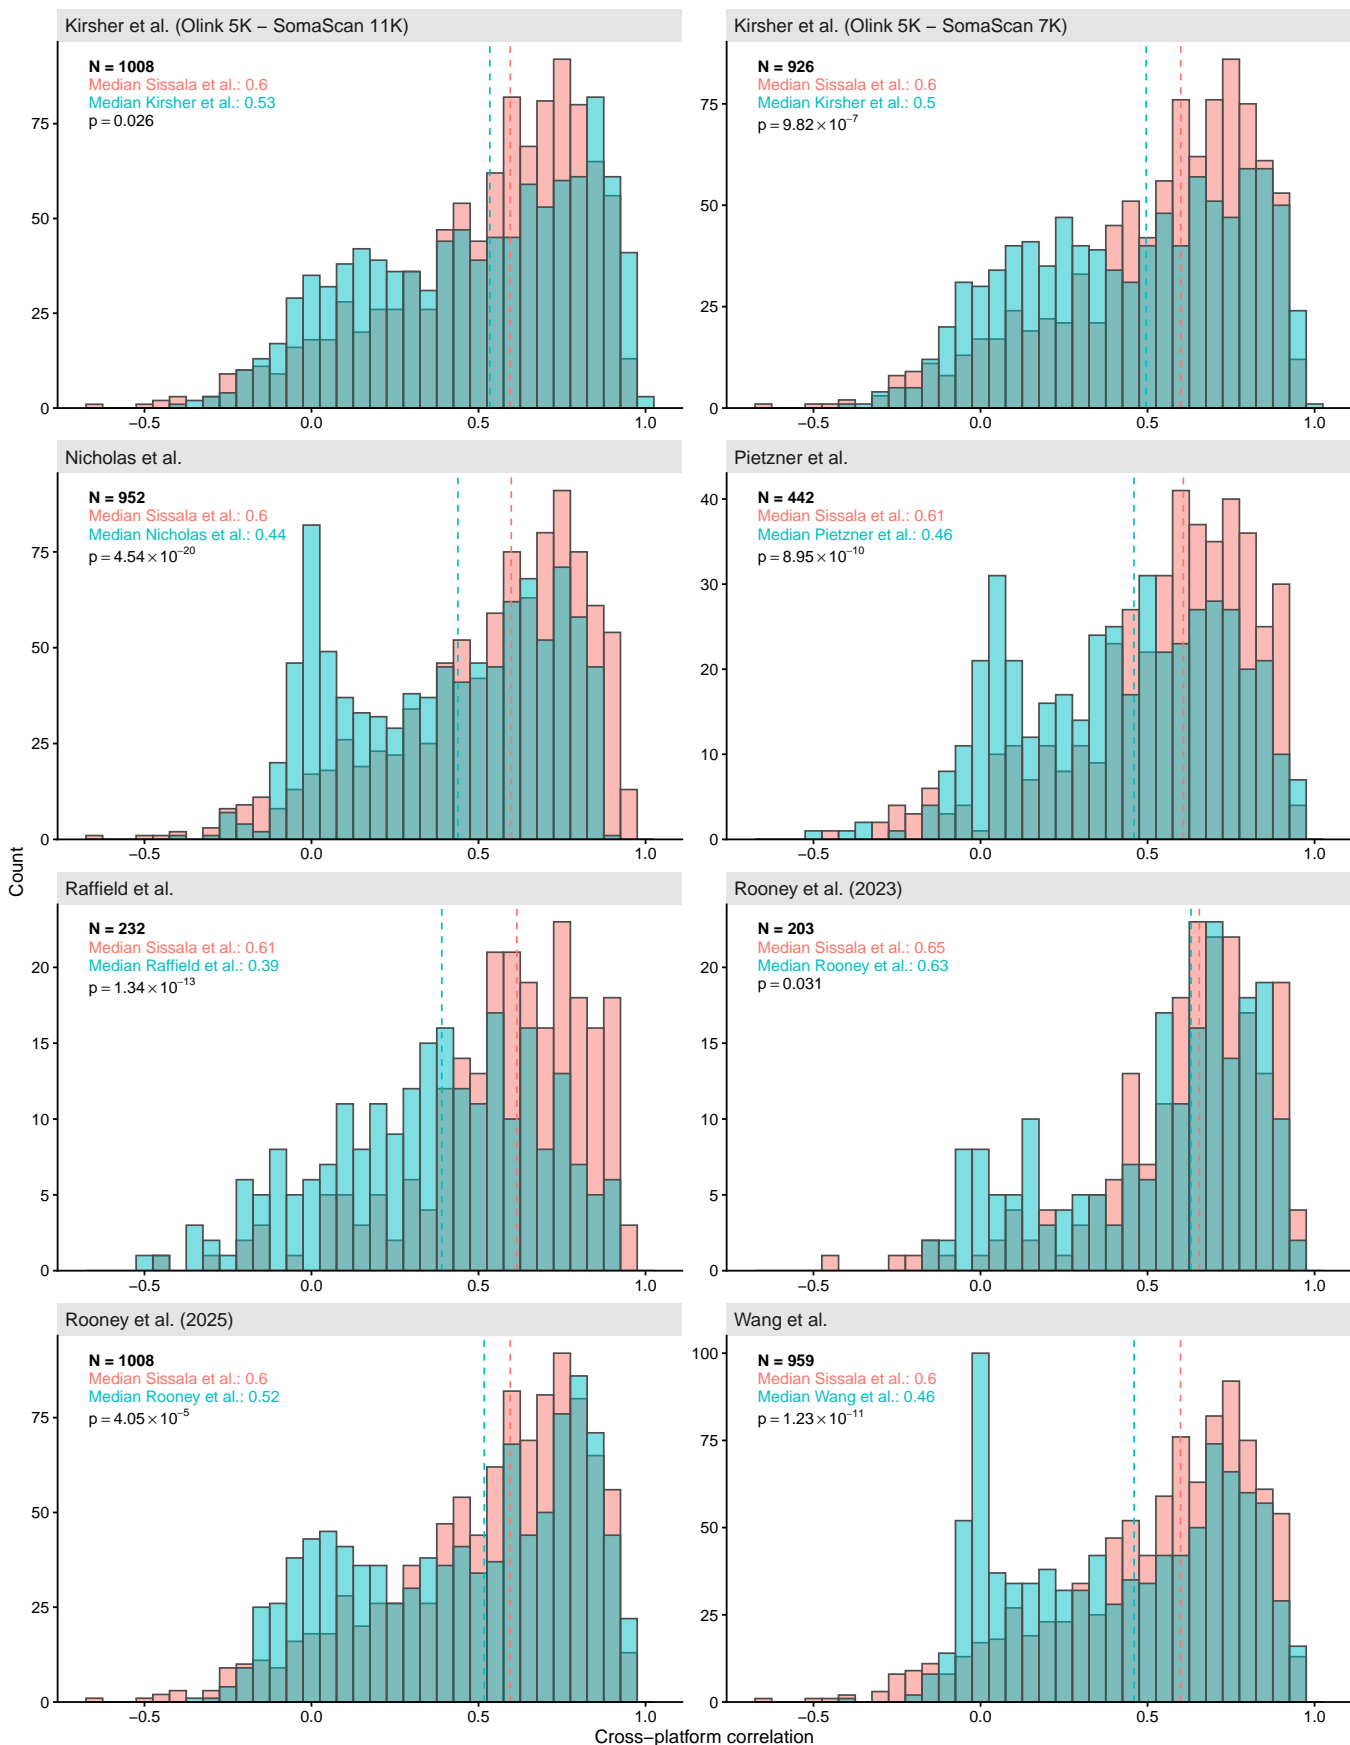 Kirsher et al. (Olink 5K − SomaScan 11K)
N = 1008
Median Sissala et al.: 0.6
Median Kirsher et al.: 0.53
p = 0.026
75
50
25
0
−0.5
0.0
0.5
1.0
Kirsher et al. (Olink 5K − SomaScan 7K)
N = 926
Median Sissala et al.: 0.6
Median Kirsher et al.: 0.5
p = 9.82 × 10⁻⁷
75
50
25
0
−0.5
0.0
0.5
1.0
Nicholas et al.
N = 952
Median Sissala et al.: 0.6
Median Nicholas et al.: 0.44
p = 4.54 × 10⁻²⁰
75
50
25
0
−0.5
0.0
0.5
1.0
Pietzner et al.
N = 442
Median Sissala et al.: 0.61
Median Pietzner et al.: 0.46
p = 8.95 × 10⁻¹⁰
40
30
20
10
0
−0.5
0.0
0.5
1.0
Count
Raffield et al.
N = 232
Median Sissala et al.: 0.61
Median Raffield et al.: 0.39
p = 1.34 × 10⁻¹³
20
15
10
5
0
−0.5
0.0
0.5
1.0
Rooney et al. (2023)
N = 203
Median Sissala et al.: 0.65
Median Rooney et al.: 0.63
p = 0.031
20
15
10
5
0
−0.5
0.0
0.5
1.0
Rooney et al. (2025)
N = 1008
Median Sissala et al.: 0.6
Median Rooney et al.: 0.52
p = 4.05 × 10⁻⁵
75
50
25
0
−0.5
0.0
0.5
1.0
Wang et al.
N = 959
Median Sissala et al.: 0.6
Median Wang et al.: 0.46
p = 1.23 × 10⁻¹¹
100
75
50
25
0
−0.5
0.0
0.5
1.0
Cross−platform correlation